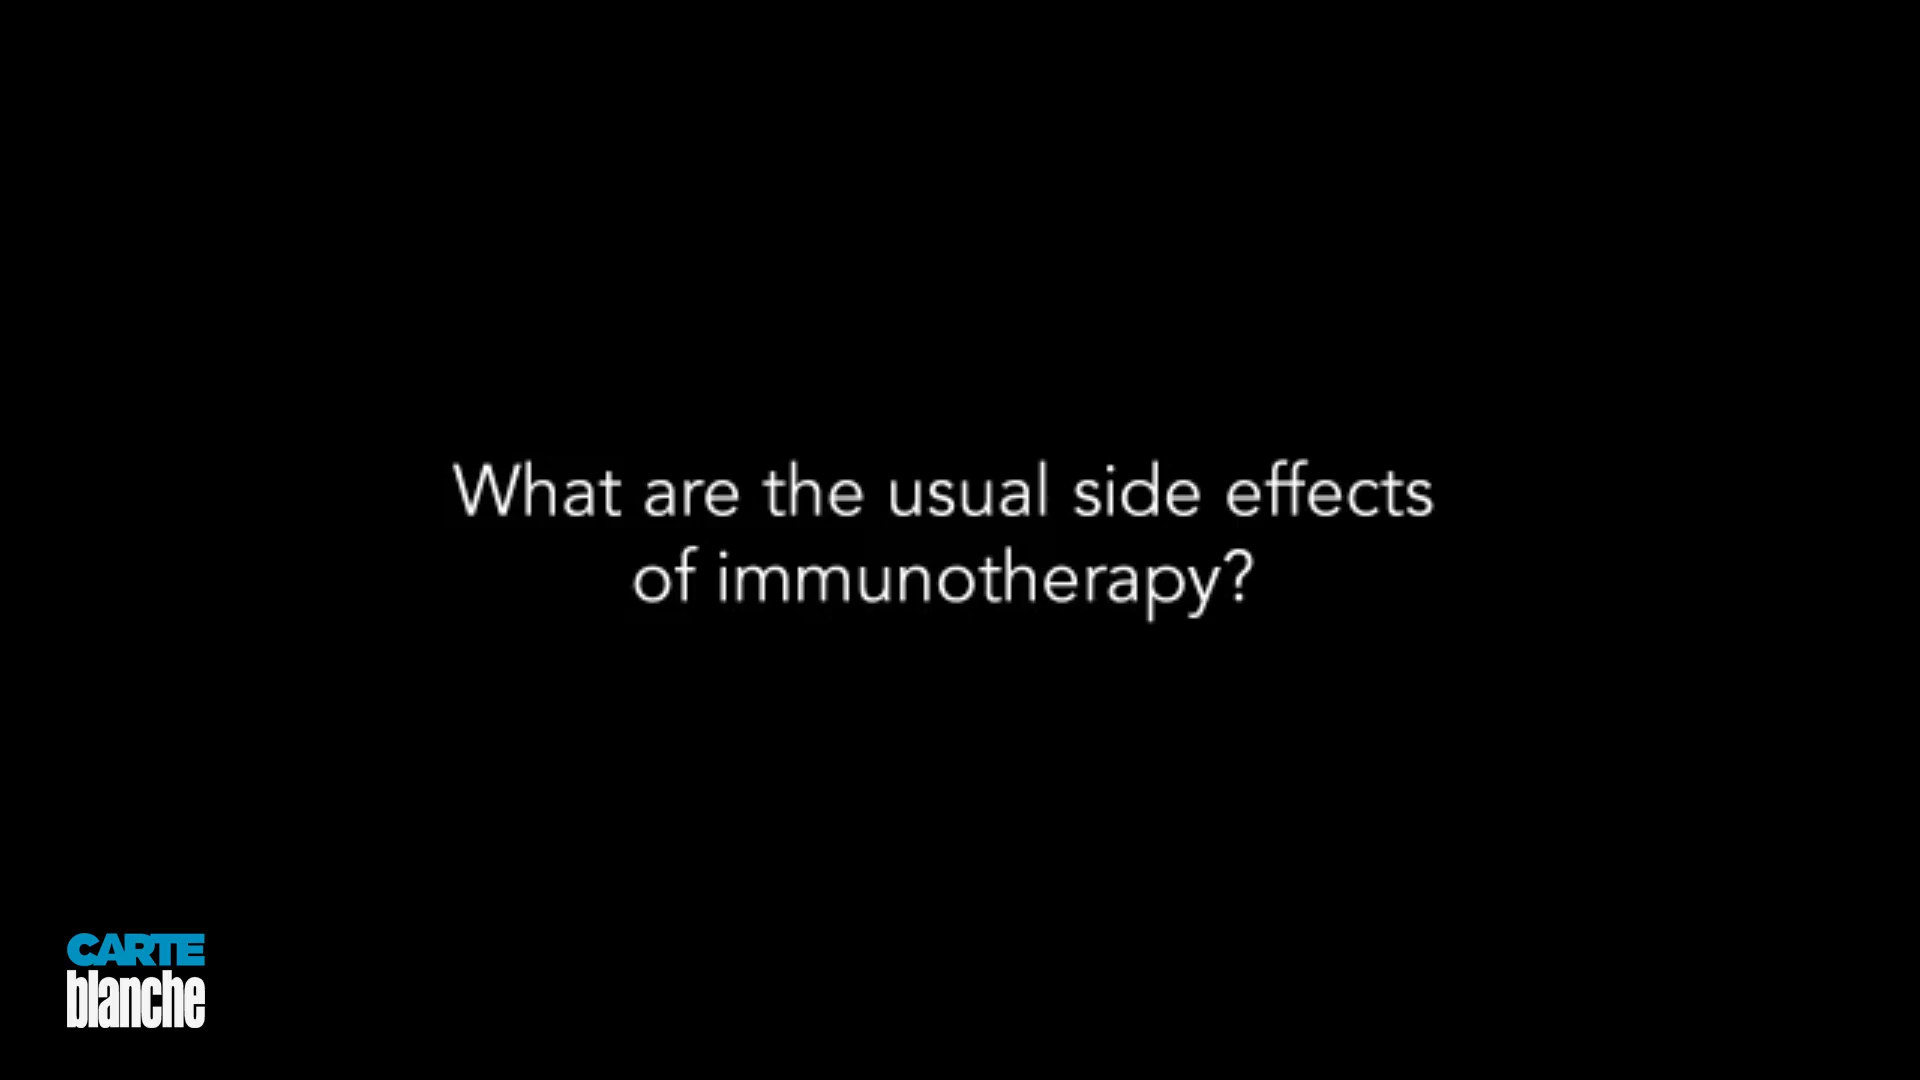 What are the usual side effects
of immunotherapy?
CARTE
blanche